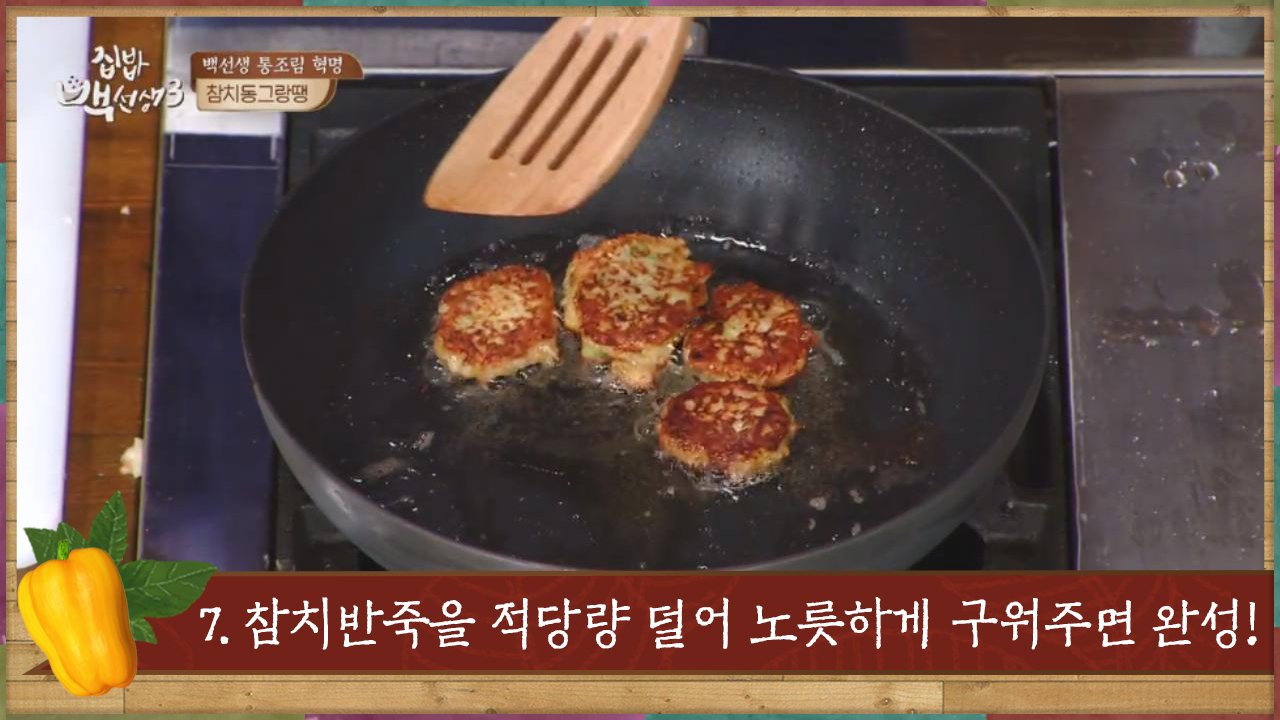 집밥
백선생3
백선생 통조림 혁명
참치동그랑땡
7. 참치반죽을 적당량 덜어 노릇하게 구워주면 완성!